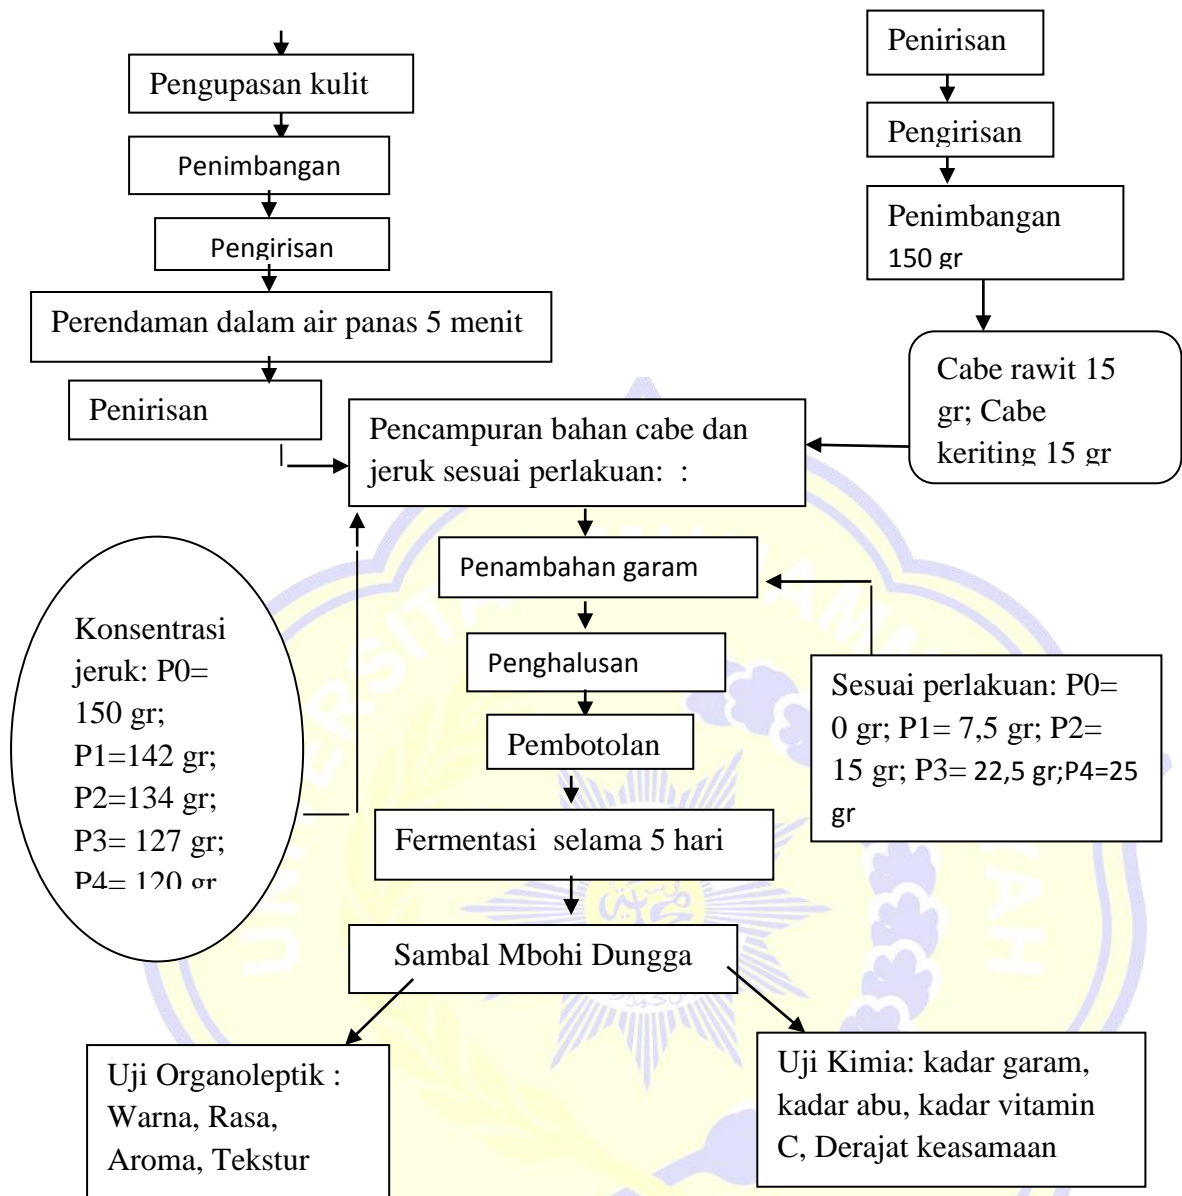 Pengupasan kulit
Penimbangan
Pengirisan
Perendaman dalam air panas 5 menit
Penirisan
Penirisan
Pengirisan
Penimbangan
150 gr
Cabe rawit 15
gr; Cabe
keriting 15 gr
Pencampuran bahan cabe dan
jeruk sesuai perlakuan:  :
Konsentrasi
jeruk: P0=
150 gr;
P1=142 gr;
P2=134 gr;
P3= 127 gr;
P4= 120 gr
Penambahan garam
Sesuai perlakuan: P0=
0 gr; P1= 7,5 gr; P2=
15 gr; P3= 22,5 gr;P4=25
gr
Penghalusan
Pembotolan
Fermentasi  selama 5 hari
Sambal Mbohi Dungga
Uji Organoleptik :
Warna, Rasa,
Aroma, Tekstur
Uji Kimia: kadar garam,
kadar abu, kadar vitamin
C, Derajat keasamaan